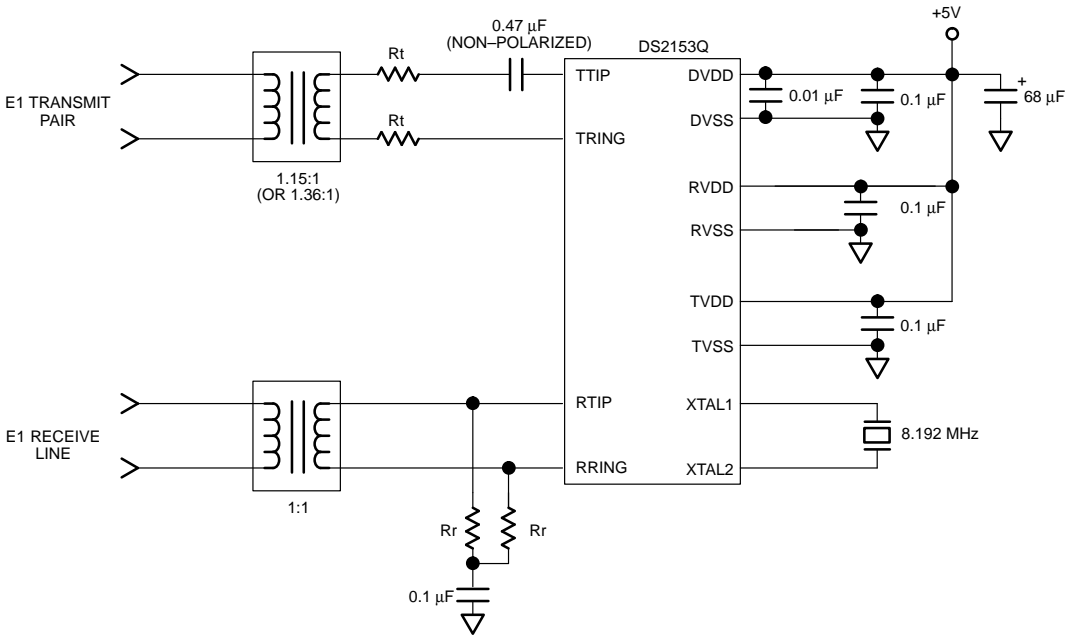 +5V
0.47 μF
(NON–POLARIZED)
DS2153Q
Rt
TTIP
DVDD
+
0.01 μF
0.1 μF
68 μF
E1 TRANSMIT
PAIR
DVSS
Rt
TRING
1.15:1
(OR 1.36:1)
RVDD
0.1 μF
RVSS
TVDD
0.1 μF
TVSS
RTIP
XTAL1
E1 RECEIVE
LINE
8.192 MHz
RRING
XTAL2
1:1
Rr
Rr
0.1 μF